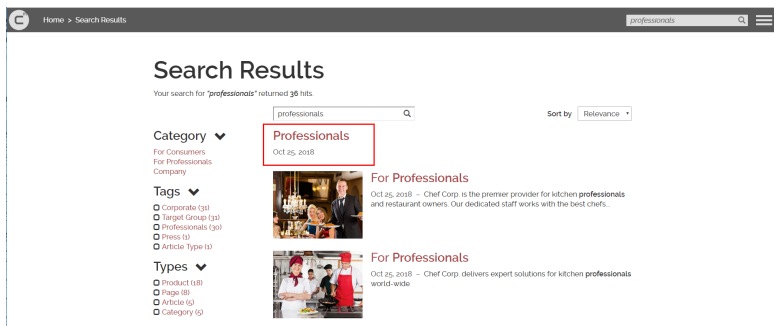 C
Home > Search Results
professionals
Search Results
Your search for "professionals" returned 36 hits.
professionals
Sort by Relevance
Category
For Consumers
For Professionals
Company
Tags
Corporate (31)
Target Group (31)
Professionals (30)
Press (1)
Article Type (1)
Types
Product (18)
Page (8)
Article (5)
Category (5)
Professionals
Oct 25, 2018
For Professionals
Oct 25, 2018 – Chef Corp. is the premier provider for kitchen professionals
and restaurant owners. Our dedicated staff works with the best chefs...
For Professionals
Oct 25, 2018 – Chef Corp. delivers expert solutions for kitchen professionals
world-wide